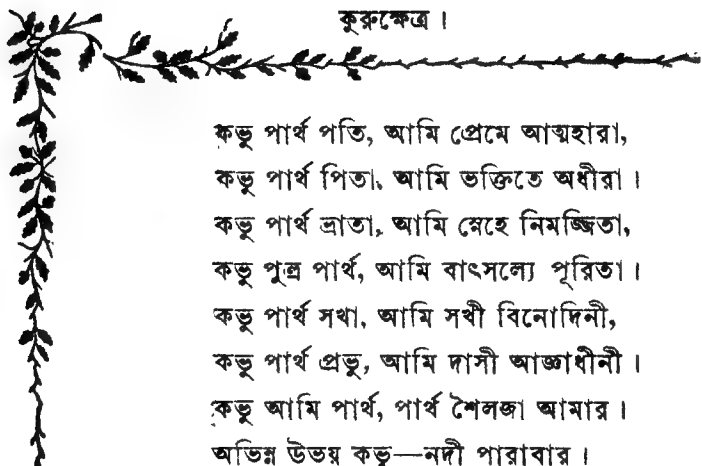 কুরুক্ষেত্র ।
কভু পার্থ পতি, আমি প্রেমে আত্মহারা,
কভু পার্থ পিতা, আমি ভক্তিতে অধীরা ।
কভু পার্থ ভ্রাতা, আমি স্নেহে নিমজ্জিতা,
কভু পুত্র পার্থ, আমি বাৎসল্যে পূরিতা ।
কভু পার্থ সখা, আমি সখী বিনোদিনী,
কভু পার্থ প্রভু, আমি দাসী আজ্ঞাধীনী ।
কভু আমি পার্থ, পার্থ শৈলজা আমার ।
অভিন্ন উভয় কভু—নদী পারাবার ।